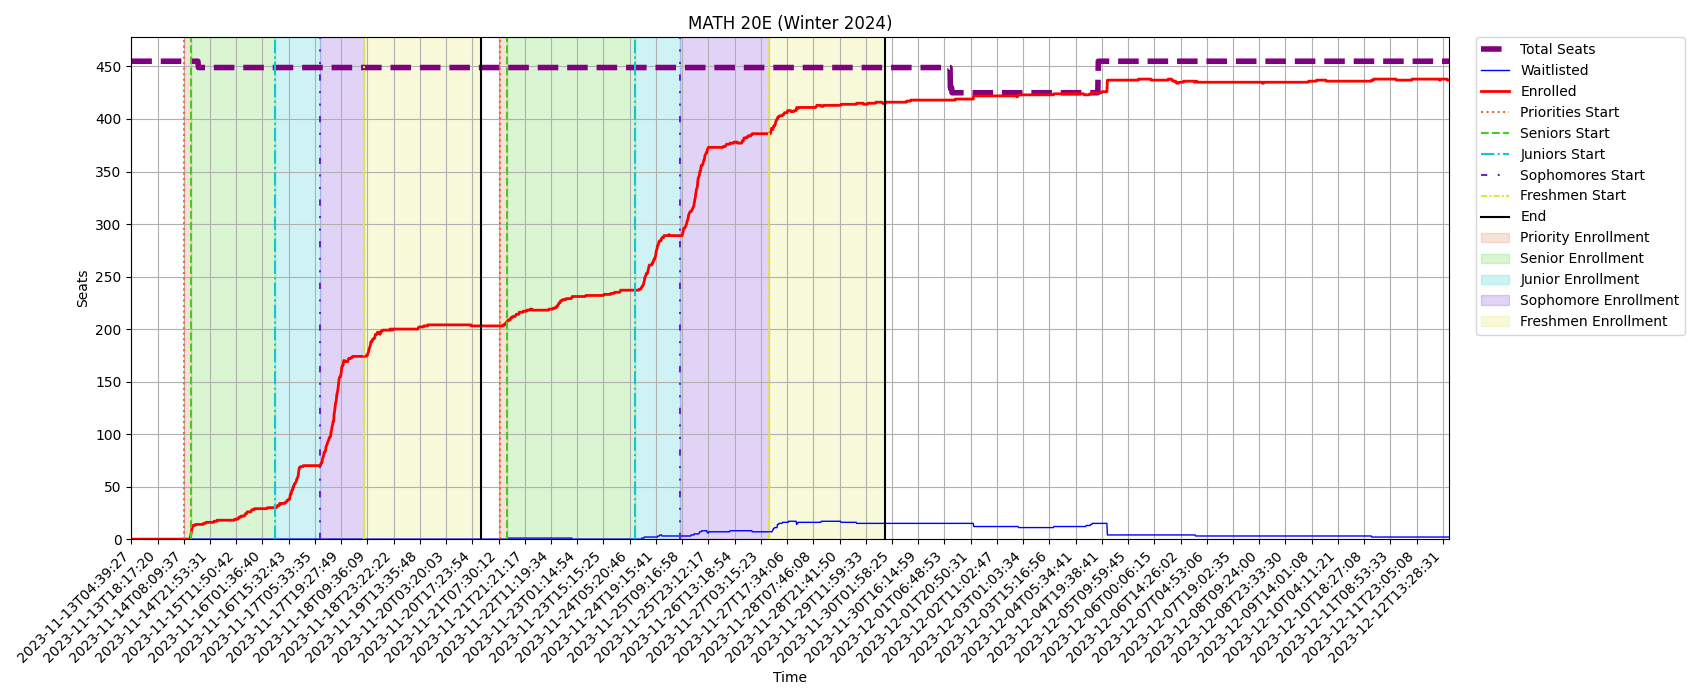 MATH 20E (Winter 2024)
Seats
450
400
350
300
250
200
150
100
50
0
2023-11-13T04:39:27
2023-11-13T18:17:20
2023-11-14T08:09:37
2023-11-14T21:53:31
2023-11-15T11:50:42
2023-11-16T01:36:40
2023-11-16T15:32:43
2023-11-17T05:33:35
2023-11-17T19:27:49
2023-11-18T09:36:09
2023-11-18T23:22:22
2023-11-19T13:35:48
2023-11-20T03:20:03
2023-11-20T17:23:54
2023-11-21T07:30:12
2023-11-21T21:21:17
2023-11-22T11:19:34
2023-11-23T01:14:54
2023-11-23T15:15:25
2023-11-24T05:20:46
2023-11-24T19:15:41
2023-11-25T09:16:58
2023-11-25T23:12:17
2023-11-26T13:18:54
2023-11-27T03:15:23
2023-11-27T17:34:06
2023-11-28T07:46:08
2023-11-28T21:41:50
2023-11-29T11:59:33
2023-11-30T01:58:25
2023-11-30T16:14:59
2023-12-01T06:48:53
2023-12-01T20:50:31
2023-12-02T11:02:47
2023-12-03T01:03:34
2023-12-03T15:16:56
2023-12-04T05:34:41
2023-12-04T19:38:41
2023-12-05T09:59:45
2023-12-06T00:06:15
2023-12-06T14:26:02
2023-12-07T04:53:06
2023-12-07T19:02:35
2023-12-08T09:24:00
2023-12-08T23:33:30
2023-12-09T14:01:08
2023-12-10T04:11:21
2023-12-10T18:27:08
2023-12-11T08:53:33
2023-12-11T23:05:08
2023-12-12T13:28:31
Time
Total Seats
Waitlisted
Enrolled
Priorities Start
Seniors Start
Juniors Start
Sophomores Start
Freshmen Start
End
Priority Enrollment
Senior Enrollment
Junior Enrollment
Sophomore Enrollment
Freshmen Enrollment